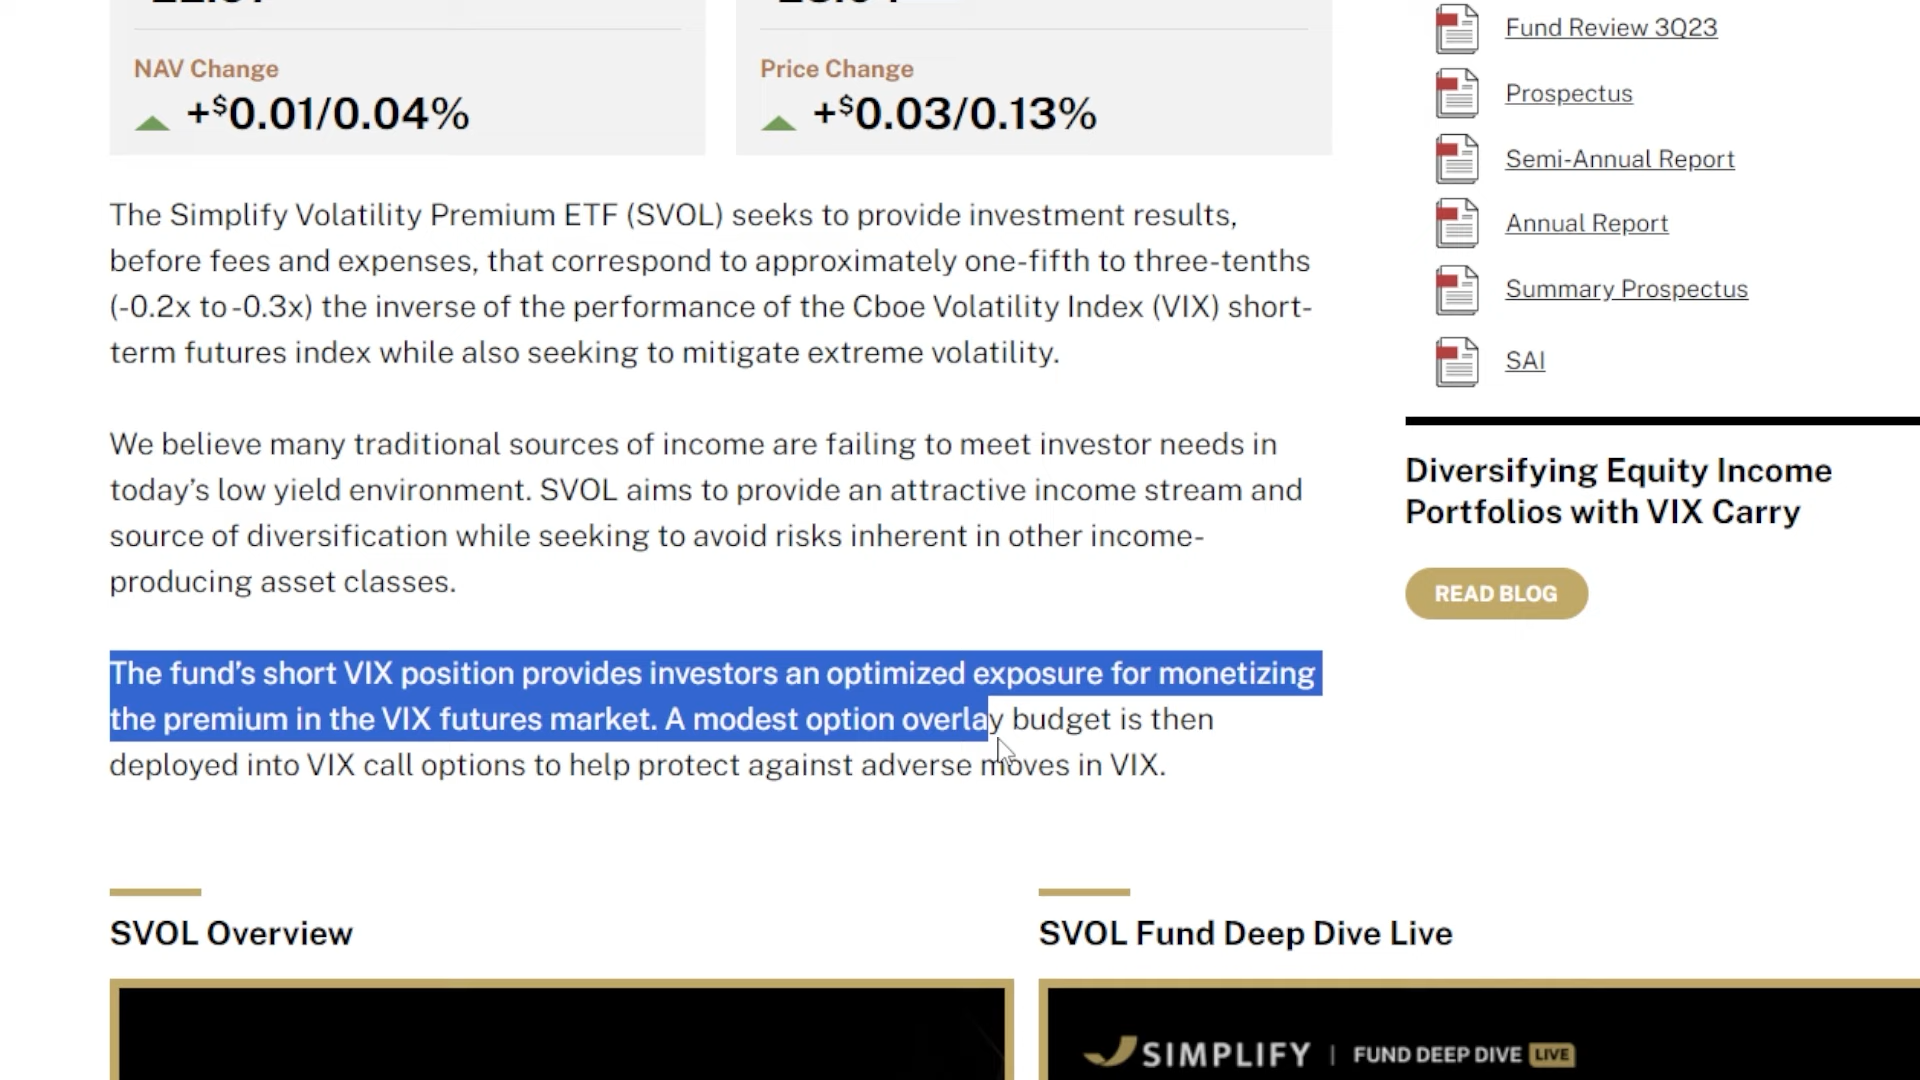 NAV Change
+$0.01/0.04%
Price Change
+$0.03/0.13%
The Simplify Volatility Premium ETF (SVOL) seeks to provide investment results,
before fees and expenses, that correspond to approximately one-fifth to three-tenths
(-0.2x to -0.3x) the inverse of the performance of the Cboe Volatility Index (VIX) short-
term futures index while also seeking to mitigate extreme volatility.
We believe many traditional sources of income are failing to meet investor needs in
today’s low yield environment. SVOL aims to provide an attractive income stream and
source of diversification while seeking to avoid risks inherent in other income-
producing asset classes.
The fund’s short VIX position provides investors an optimized exposure for monetizing
the premium in the VIX futures market. A modest option overlay budget is then
deployed into VIX call options to help protect against adverse moves in VIX.
Fund Review 3Q23
Prospectus
Semi-Annual Report
Annual Report
Summary Prospectus
SAI
Diversifying Equity Income
Portfolios with VIX Carry
READ BLOG
SVOL Overview
SVOL Fund Deep Dive Live
SIMPLIFY | FUND DEEP DIVE LIVE